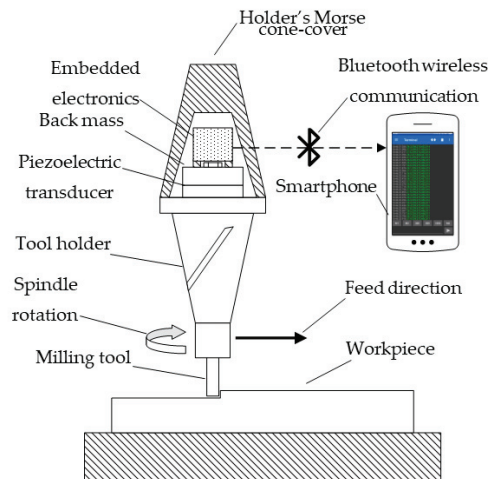 Holder's Morse
cone-cover
Embedded
electronics
Back mass
Piezoelectric
transducer
Tool holder
Spindle
rotation
Milling tool
Bluetooth wireless
communication
Smartphone
Feed direction
Workpiece